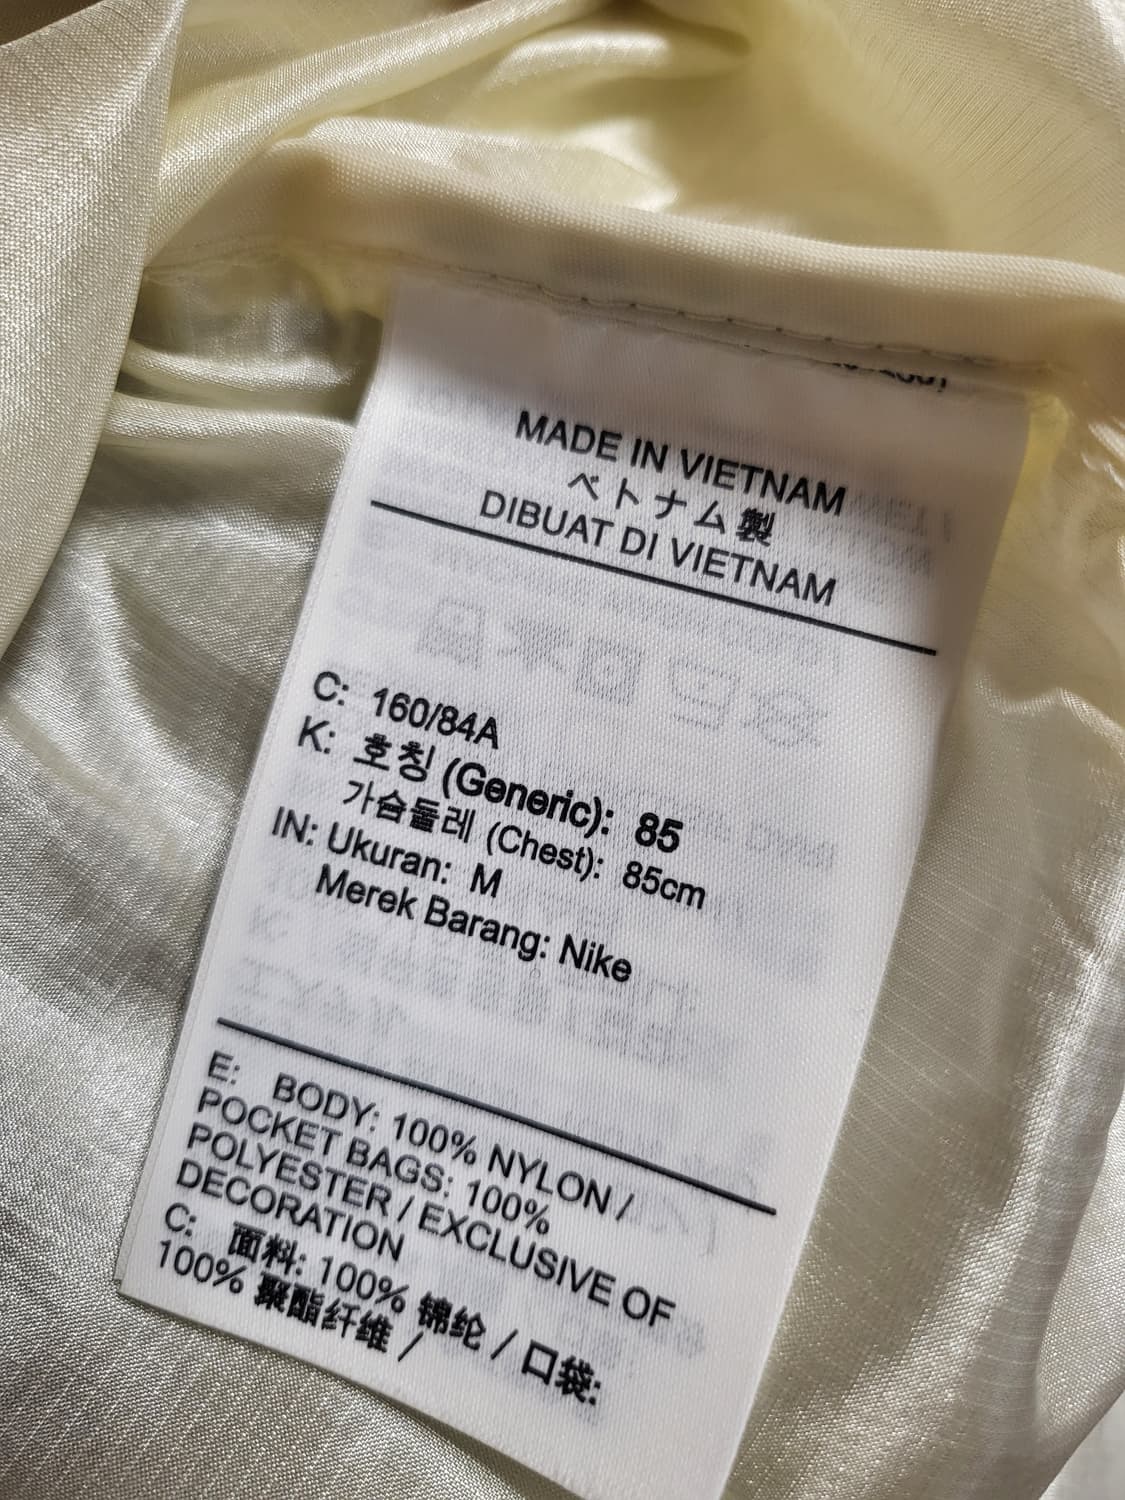 MADE IN VIETNAM
ベトナム製
DIBUAT DI VIETNAM
C: 160/84A
K: 호칭 (Generic): 85
가슴둘레 (Chest): 85cm
IN: Ukuran: M
Merek Barang: Nike
E: BODY: 100% NYLON /
POCKET BAGS: 100%
POLYESTER / EXCLUSIVE OF
DECORATION
C: 面料: 100% 锦纶 / 口袋:
100% 聚酯纤维 /